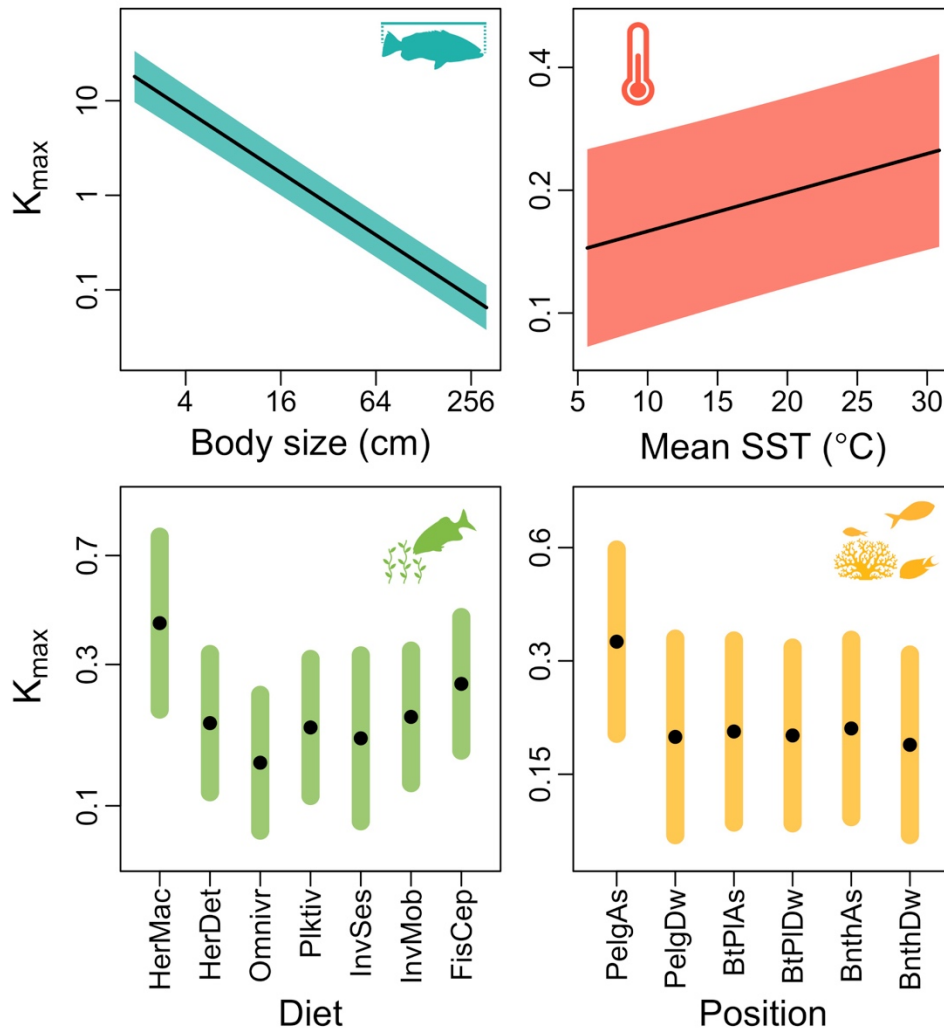 Kmax
10
1
0.1
4 16 64 256
Body size (cm)
0.4
0.2
0.1
5 10 15 20 25 30
Mean SST (°C)
Kmax
0.7
0.3
0.1
HerMac
HerDet
Omnivr
Plktiv
InvSes
InvMob
FisCep
Diet
0.6
0.3
0.15
PelgAs
PelgDw
BtPlAs
BtPlDw
BnthAs
BnthDw
Position